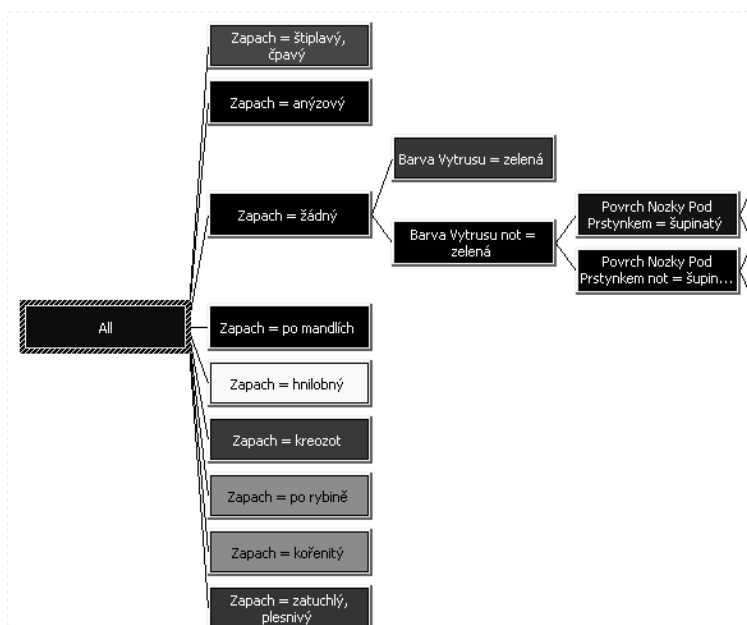 Zapach = štiplavý,
čpavý
Zapach = anýzový
Barva Vytrusu = zelená
Zapach = žádný
Barva Vytrusu not =
zelená
Povrch Nozky Pod
Prstynkem = šupinatý
Povrch Nozky Pod
Prstynkem not = šupin...
All
Zapach = po mandlích
Zapach = hnilobný
Zapach = kreozot
Zapach = po rybině
Zapach = kořenitý
Zapach = zatuchlý,
plesnivý